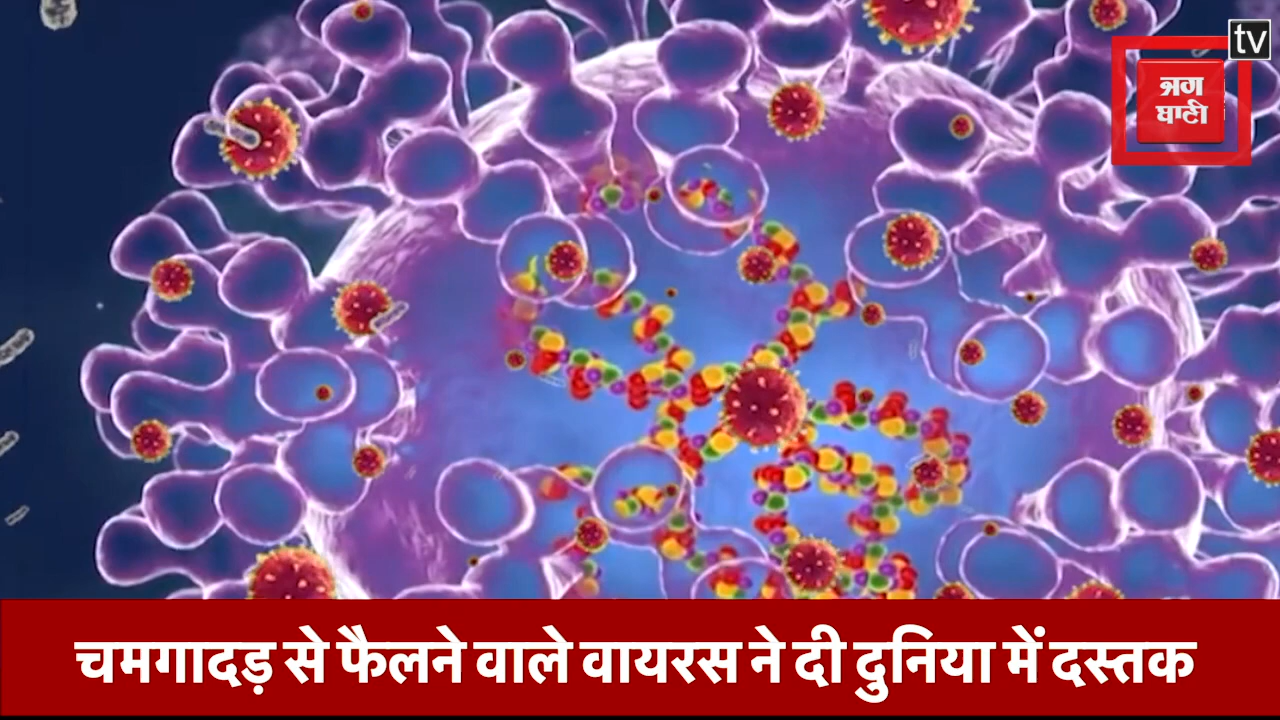 tv
जग
बाणी
चमगादड़ से फैलने वाले वायरस ने दी दुनिया में दस्तक